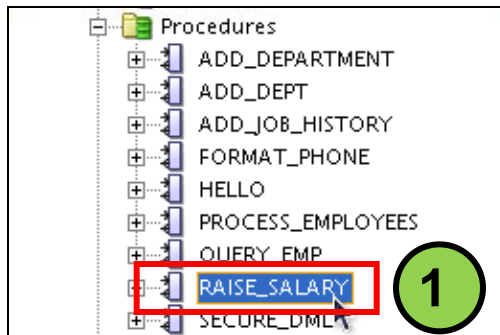 Procedures
ADD_DEPARTMENT
ADD_DEPT
ADD_JOB_HISTORY
FORMAT_PHONE
HELLO
PROCESS_EMPLOYEES
QUERY_EMP
RAISE_SALARY
1
SECURE_DML